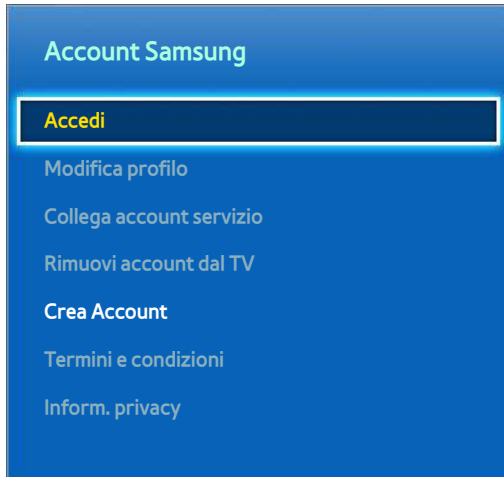 Account Samsung
Accedi
Modifica profilo
Collega account servizio
Rimuovi account dal TV
Crea Account
Termini e condizioni
Inform. privacy